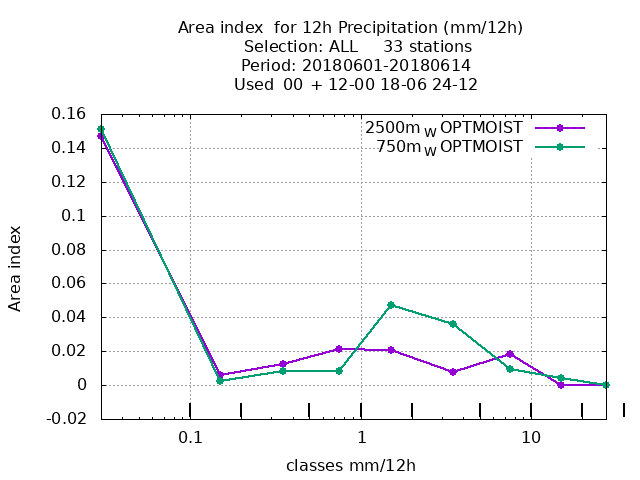 Area index  for 12h Precipitation (mm/12h)
Selection: ALL     33 stations
Period: 20180601-20180614
Used  00  + 12-00 18-06 24-12
0.16
0.14
0.12
0.1
0.08
0.06
0.04
0.02
0
-0.02
Area index
2500m W OPTMOIST
750m W OPTMOIST
0.1 1 10
classes mm/12h